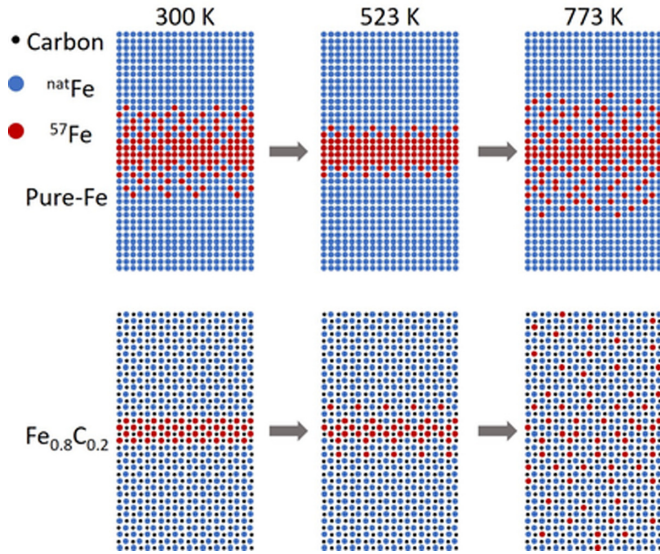 300 K 523 K 773 K
Carbon
natFe
57Fe
Pure-Fe
Fe0.8C0.2